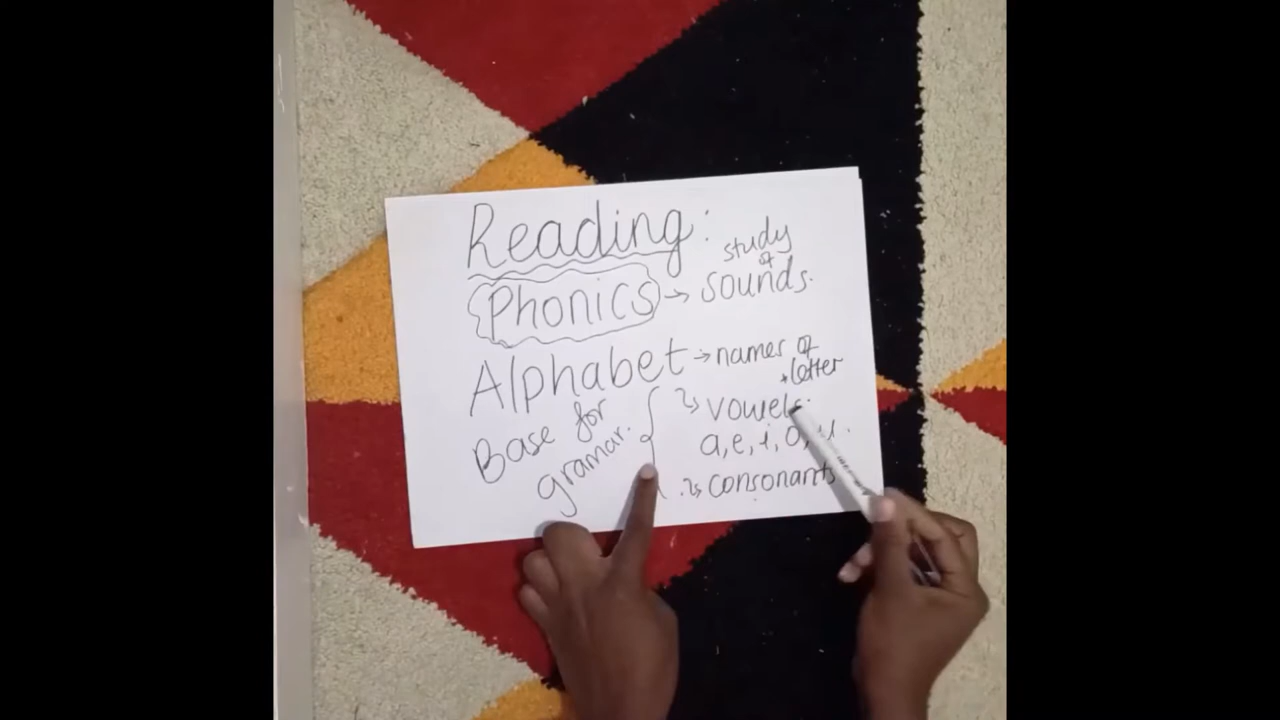 Reading:
Phonics → study of sounds.
Alphabet → names of letter
Base for gramar.
vowels.
a, e, i, o, u.
consonants